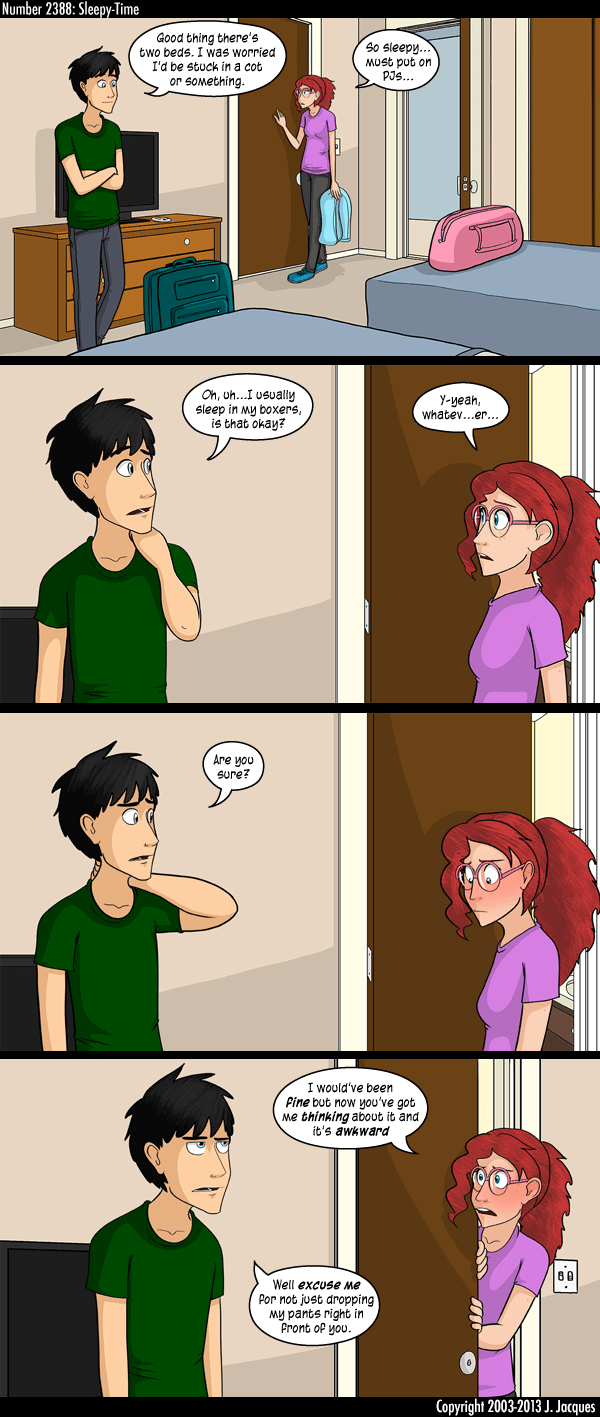 Number 2388: Sleepy-Time
Good thing there's
two beds. I was worried
I'd be stuck in a cot
or something.
So sleepy...
must put on
PJs...
Oh, uh...I usually
sleep in my boxers,
is that okay?
Y-yeah,
whatev...er...
Are you
sure?
I would've been
fine but now you've got
me thinking about it and
it's awkward
Well excuse me
for not just dropping
my pants right in
front of you.
Copyright 2003-2013 J. Jacques